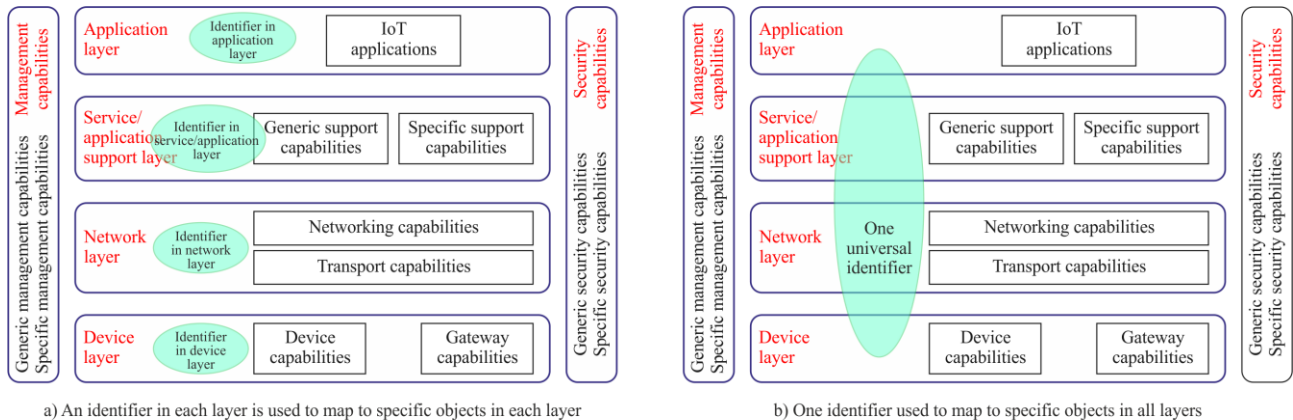 Management
capabilities
Generic management capabilities
Specific management capabilities
Application
layer
Identifier in
application
layer
IoT
applications
Service/
application
support layer
Identifier in
service/application
layer
Generic support
capabilities
Specific support
capabilities
Network
layer
Identifier
in network
layer
Networking capabilities
Transport capabilities
Device
layer
Identifier
in device
layer
Device
capabilities
Gateway
capabilities
Security
capabilities
Generic security capabilities
Specific security capabilities
a) An identifier in each layer is used to map to specific objects in each layer
Management
capabilities
Generic management capabilities
Specific management capabilities
Application
layer
IoT
applications
Service/
application
support layer
Generic support
capabilities
Specific support
capabilities
Network
layer
One
universal
identifier
Networking capabilities
Transport capabilities
Device
layer
Device
capabilities
Gateway
capabilities
Security
capabilities
Generic security capabilities
Specific security capabilities
b) One identifier used to map to specific objects in all layers